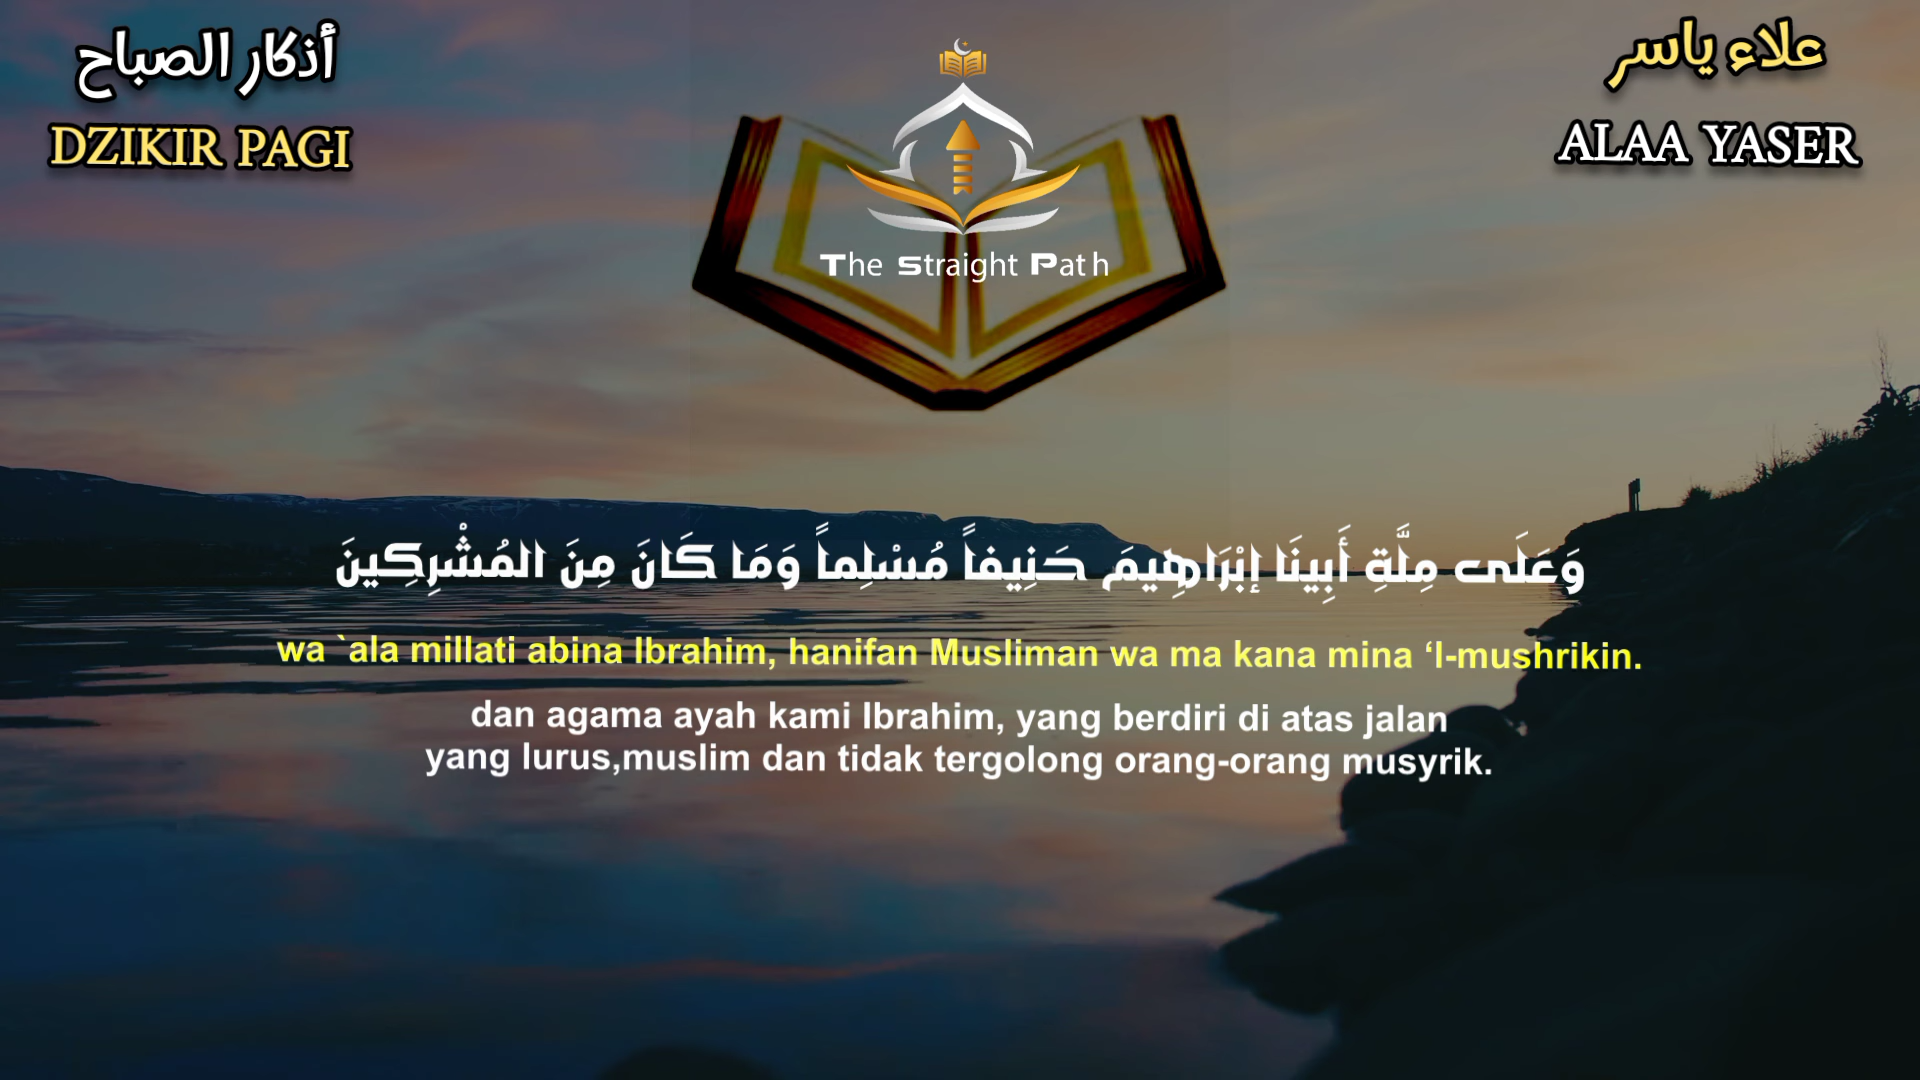 أذكار الصباح
DZIKIR PAGI
علاء ياسر
ALAA YASER
The Straight Path
وَعَلَى مِلَّةِ أَبِينَا إبْرَاهِيمَ حَنِيفاً مُسْلِماً وَمَا كَانَ مِنَ المُشْرِكِينَ
wa `ala millati abina Ibrahim, hanifan Musliman wa ma kana mina ‘l-mushrikin.
dan agama ayah kami Ibrahim, yang berdiri di atas jalan
yang lurus,muslim dan tidak tergolong orang-orang musyrik.